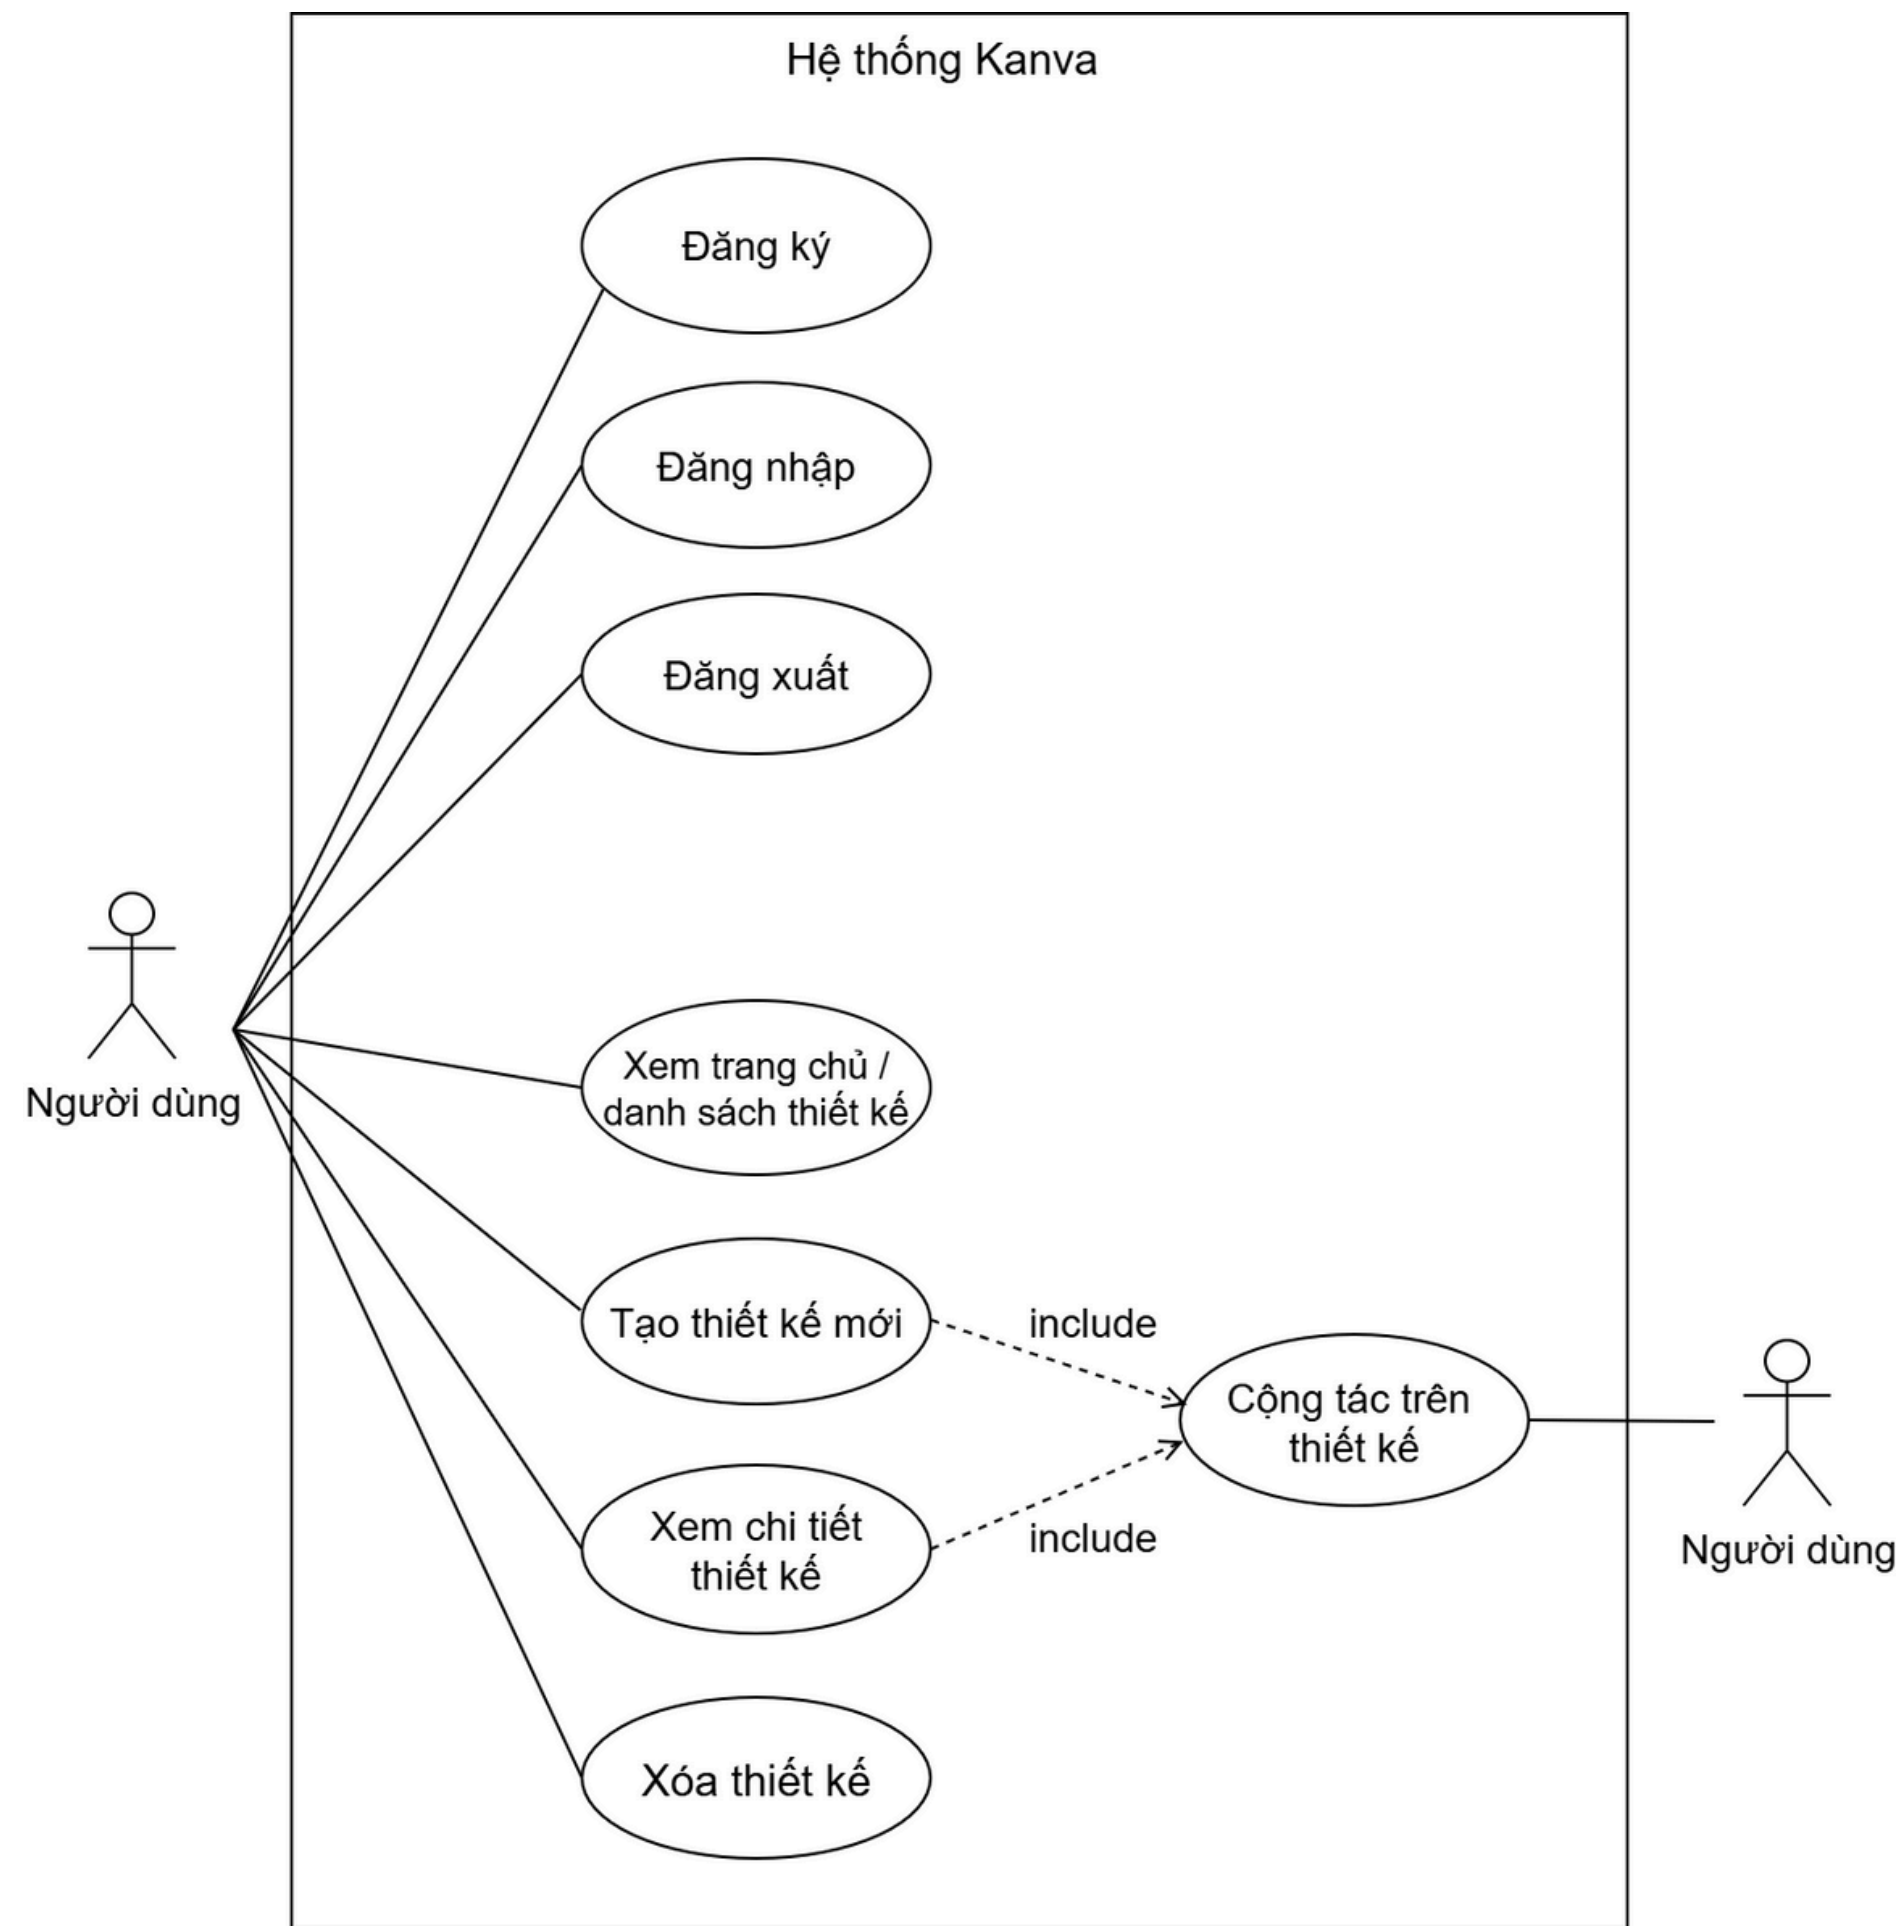 Hệ thống Kanva
Đăng ký
Đăng nhập
Đăng xuất
Người dùng
Xem trang chủ /
danh sách thiết kế
Tạo thiết kế mới
include
Cộng tác trên
thiết kế
Xem chi tiết
thiết kế
include
Người dùng
Xóa thiết kế